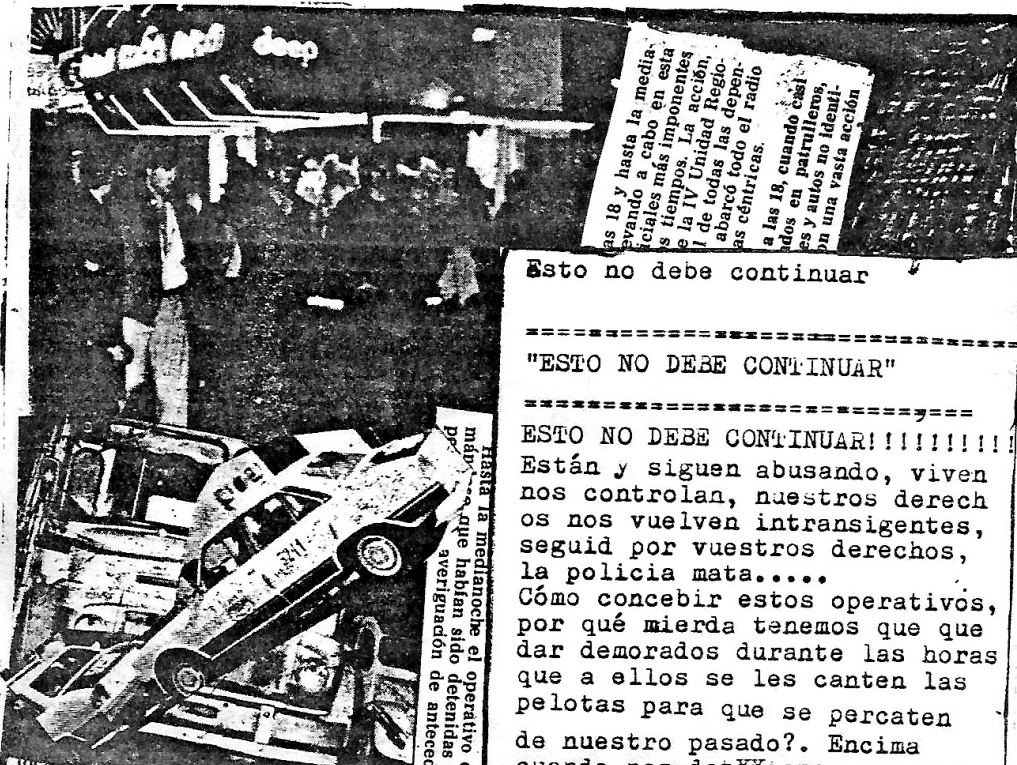 deep
as 18 y hasta la media-
evando a cabo en esta
iciales más imponentes
s tiempos. La acción,
e la IV Unidad Regio-
l de todas las depen-
abarcó todo el radio
as céntricas.
a las 18, cuando casi
ados en patrulleros,
es y autos no identi-
on una vasta acción
Esto no debe continuar
===============================
"ESTO NO DEBE CONTINUAR"
============================
ESTO NO DEBE CONTINUAR!!!!!!!!!!
Están y siguen abusando, viven
nos controlan, nuestros derech
os nos vuelven intransigentes,
seguid por vuestros derechos,
la policia mata.....
Cómo concebir estos operativos,
por qué mierda tenemos que que
dar demorados durante las horas
que a ellos se les canten las
pelotas para que se percaten
de nuestro pasado?. Encima
cuando nos
Hasta la medianoche el operativo
que habían sido detenidas
averiguación de anteced
3211